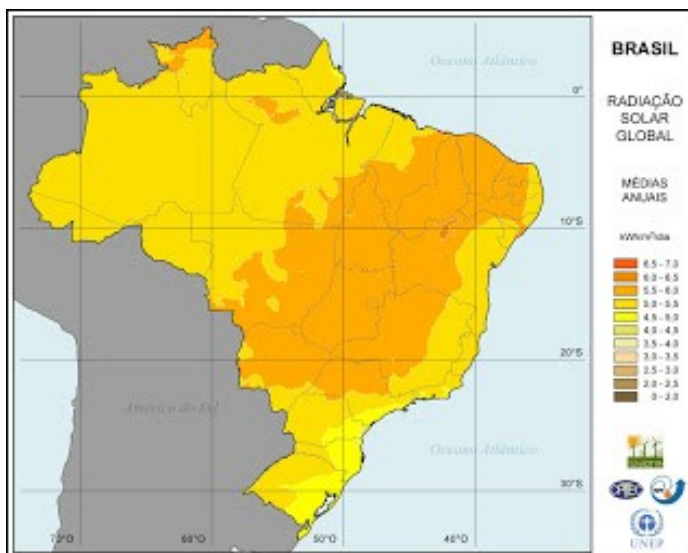 BRASIL
RADIAÇÃO
SOLAR
GLOBAL
MÉDIAS
ANUAIS
kWh/m²/dia
6,5 - 7,0
6,0 - 6,5
5,5 - 6,0
5,0 - 5,5
4,5 - 5,0
4,0 - 4,5
3,5 - 4,0
3,0 - 3,5
2,5 - 3,0
2,0 - 2,5
0 - 2,0
Oceano Atlântico
0°
10°S
20°S
América do Sul
Oceano Atlântico
30°S
70°O
60°O
50°O
40°O
UNEP